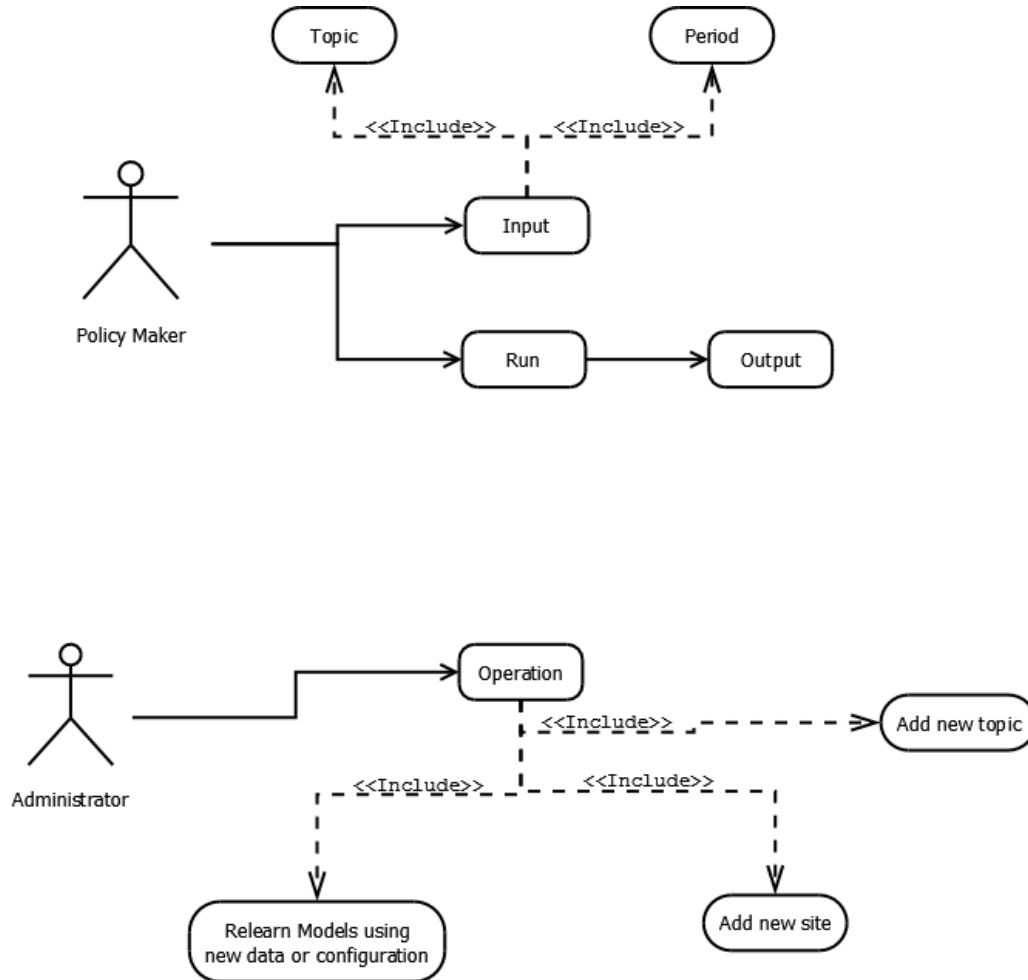 Topic
Period
<<Include>>
<<Include>>
Input
Policy Maker
Run
Output
Operation
<<Include>>
Add new topic
<<Include>>
<<Include>>
Administrator
Relearn Models using
new data or configuration
Add new site